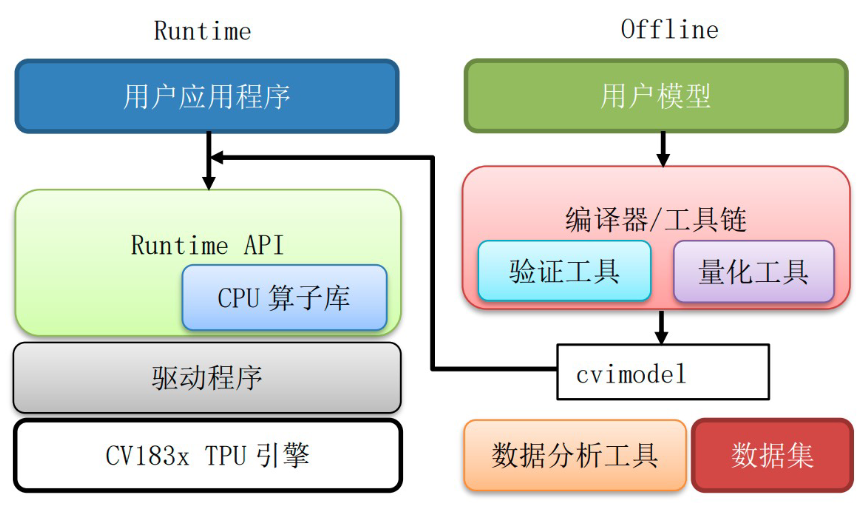 Runtime
用户应用程序
Runtime API
CPU 算子库
驱动程序
CV183x TPU 引擎
Offline
用户模型
编译器/工具链
验证工具
量化工具
cvimodel
数据分析工具
数据集